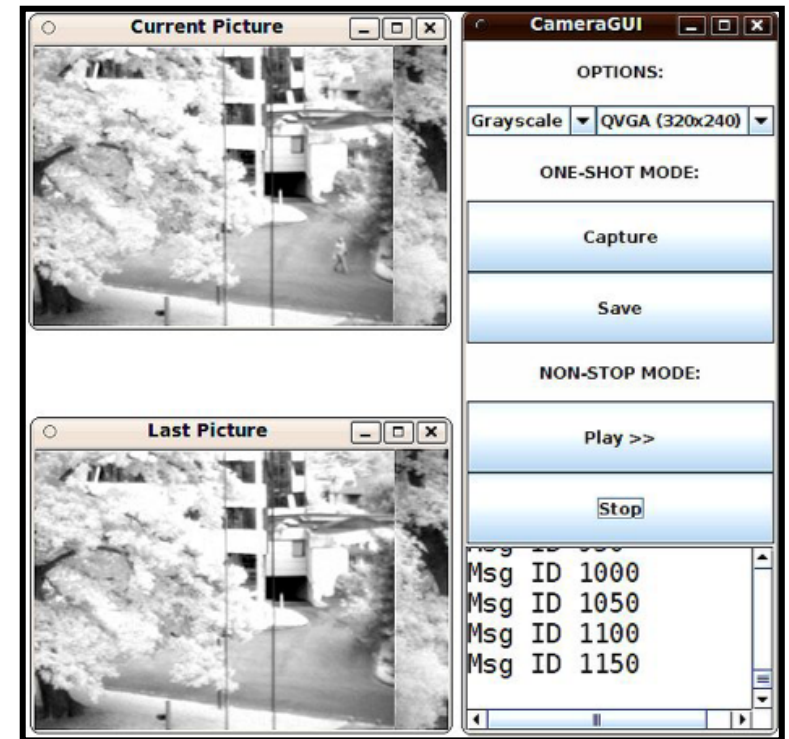 Current Picture
CameraGUI
OPTIONS:
Grayscale QVGA (320x240)
ONE-SHOT MODE:
Capture
Save
NON-STOP MODE:
Last Picture
Play >>
Stop
Msg ID 1000
Msg ID 1050
Msg ID 1100
Msg ID 1150